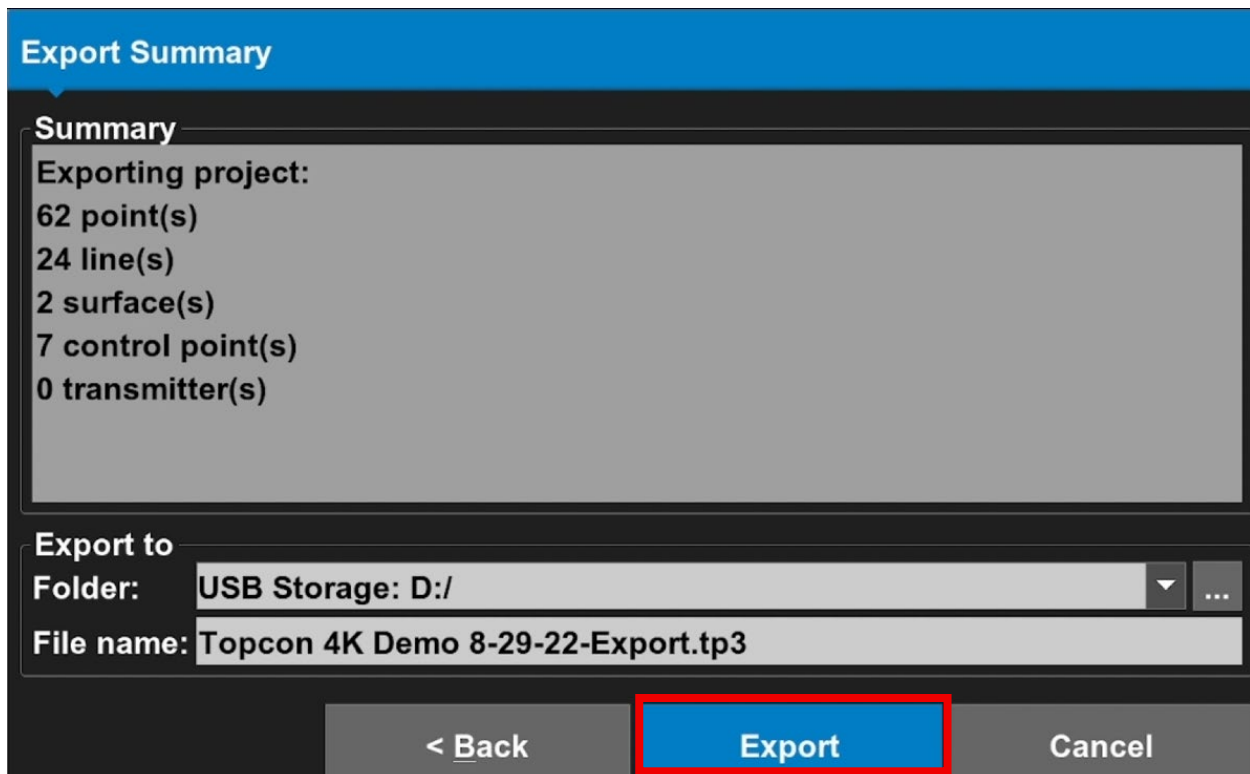 Export Summary
Summary
Exporting project:
62 point(s)
24 line(s)
2 surface(s)
7 control point(s)
0 transmitter(s)
Export to
Folder: USB Storage: D:/ ...
File name: Topcon 4K Demo 8-29-22-Export.tp3
< Back Export Cancel